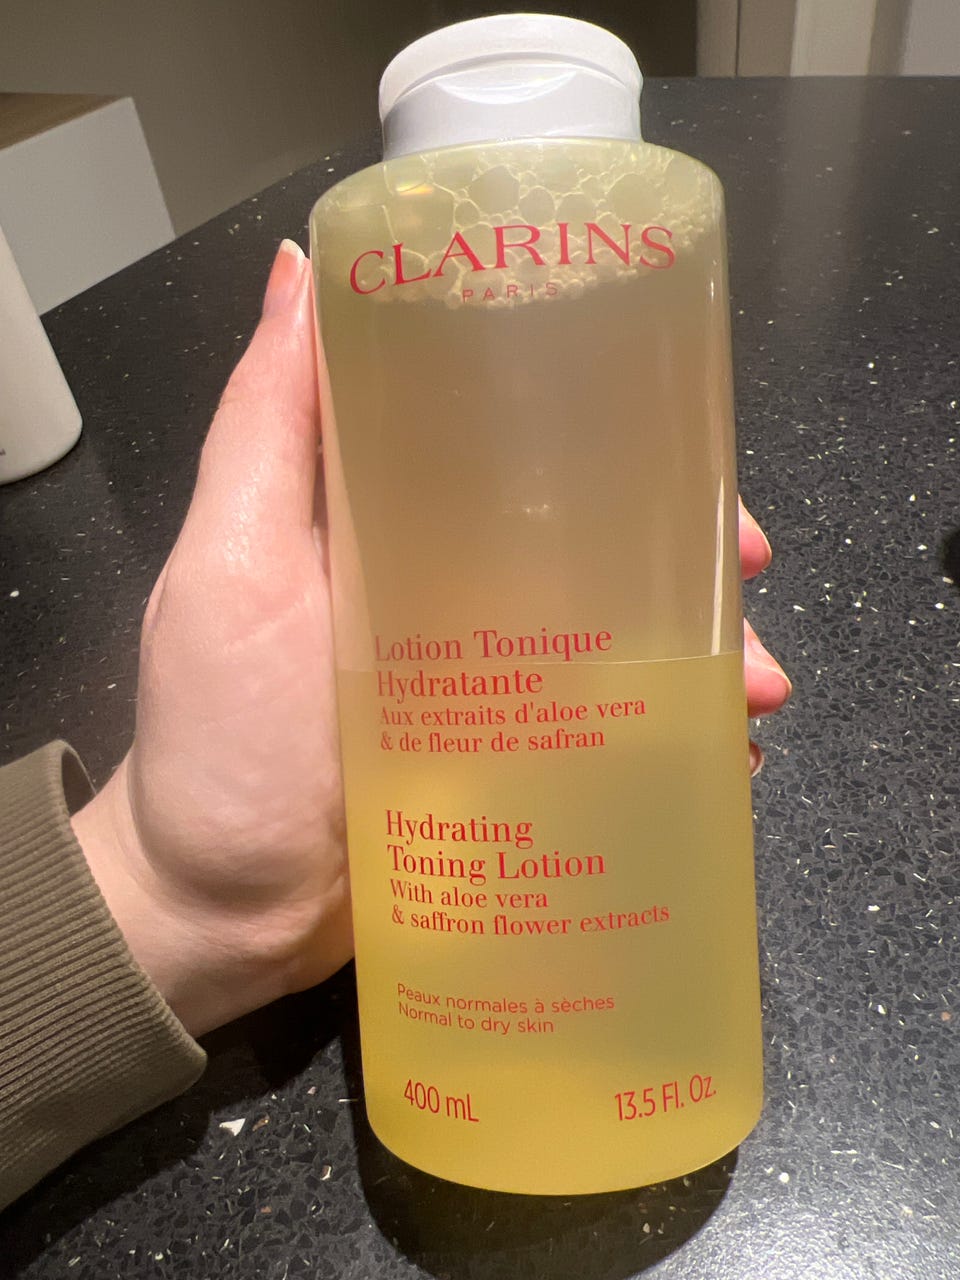 CLARINS
PARIS
Lotion Tonique
Hydratante
Aux extraits d'aloe vera
& de fleur de safran
Hydrating
Toning Lotion
With aloe vera
& saffron flower extracts
Peaux normales à sèches
Normal to dry skin
400 mL
13.5 Fl. Oz.